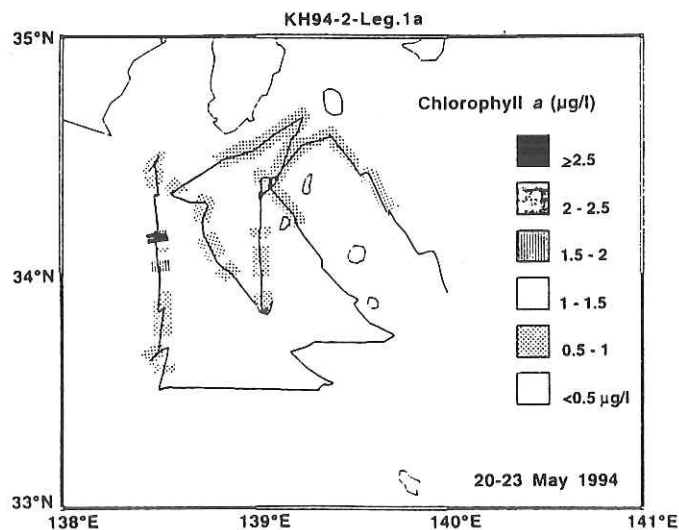 KH94-2-Leg.1a
35°N
Chlorophyll a (µg/l)
≥2.5
2 - 2.5
1.5 - 2
34°N
1 - 1.5
0.5 - 1
<0.5 µg/l
20-23 May 1994
33°N
138°E
139°E
140°E
141°E